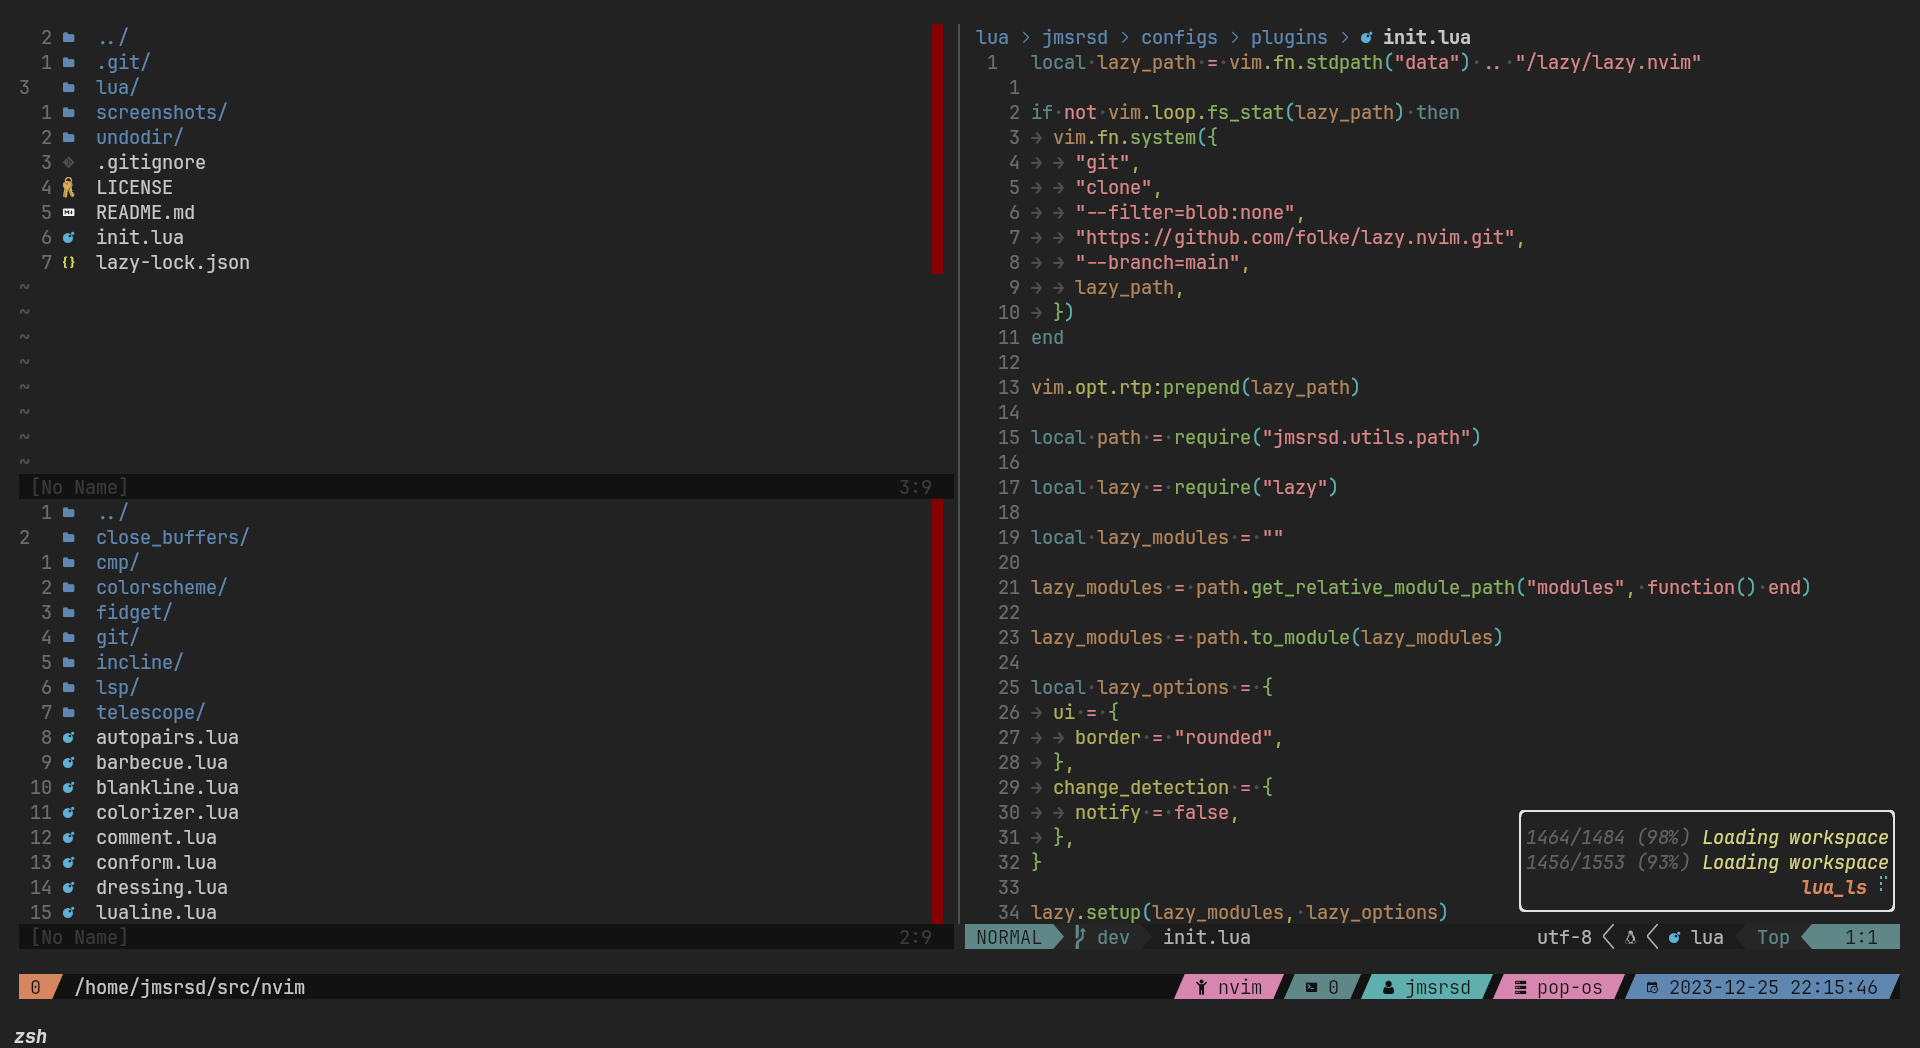 2 ../
1 .git/
3 lua/
1 screenshots/
2 undodir/
3 .gitignore
4 LICENSE
5 README.md
6 init.lua
7 {} lazy-lock.json
~
~
~
~
~
~
~
~
[No Name] 3:9
1 ../
2 close_buffers/
1 cmp/
2 colorscheme/
3 fidget/
4 git/
5 incline/
6 lsp/
7 telescope/
8 autopairs.lua
9 barbecue.lua
10 blankline.lua
11 colorizer.lua
12 comment.lua
13 conform.lua
14 dressing.lua
15 lualine.lua
[No Name] 2:9
lua > jmsrsd > configs > plugins > init.lua
1 local·lazy_path·=·vim.fn.stdpath("data")·..·"/lazy/lazy.nvim"
1
2 if·not·vim.loop.fs_stat(lazy_path)·then
3 → vim.fn.system({
4 → → "git",
5 → → "clone",
6 → → "--filter=blob:none",
7 → → "https://github.com/folke/lazy.nvim.git",
8 → → "--branch=main",
9 → → lazy_path,
10 → })
11 end
12
13 vim.opt.rtp:prepend(lazy_path)
14
15 local·path·=·require("jmsrsd.utils.path")
16
17 local·lazy·=·require("lazy")
18
19 local·lazy_modules·=·""
20
21 lazy_modules·=·path.get_relative_module_path("modules",·function()·end)
22
23 lazy_modules·=·path.to_module(lazy_modules)
24
25 local·lazy_options·=·{
26 → ui·=·{
27 → → border·=·"rounded",
28 → },
29 → change_detection·=·{
30 → → notify·=·false,
31 → },
32 }
33
34 lazy.setup(lazy_modules,·lazy_options)
1464/1484 (98%) Loading workspace
1456/1553 (93%) Loading workspace
lua_ls
NORMAL dev init.lua utf-8 lua Top 1:1
0 /home/jmsrsd/src/nvim nvim 0 jmsrsd pop-os 2023-12-25 22:15:46
zsh